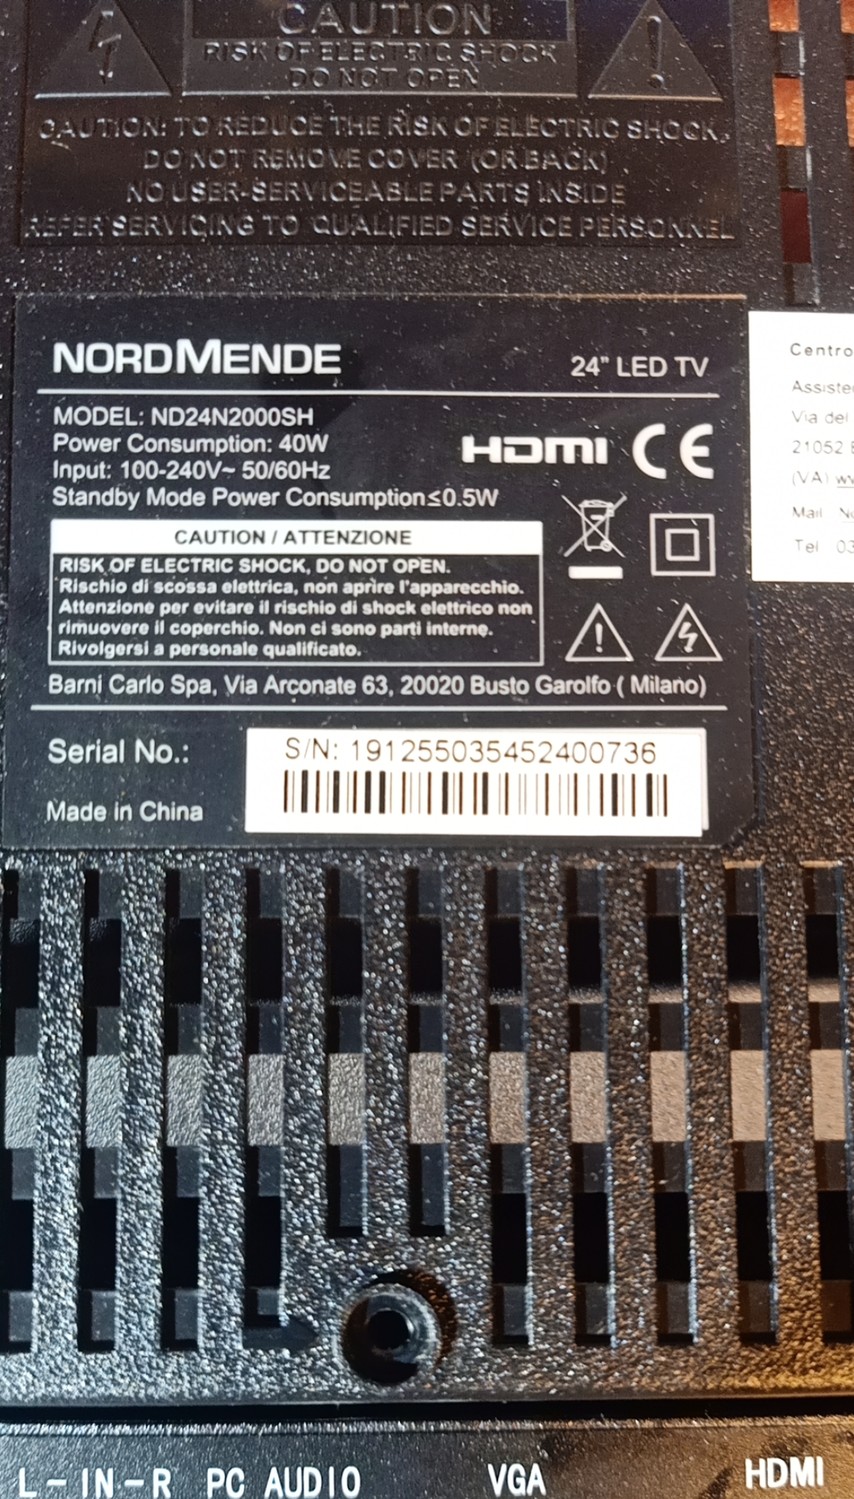 CAUTION
RISK OF ELECTRIC SHOCK
DO NOT OPEN
CAUTION: TO REDUCE THE RISK OF ELECTRIC SHOCK,
DO NOT REMOVE COVER (OR BACK)
NO USER-SERVICEABLE PARTS INSIDE
REFER SERVICING TO QUALIFIED SERVICE PERSONNEL
NORDMENDE
24" LED TV
MODEL: ND24N2000SH
Power Consumption: 40W
Input: 100-240V~ 50/60Hz
Standby Mode Power Consumption≤0.5W
HDMI CE
CAUTION / ATTENZIONE
RISK OF ELECTRIC SHOCK, DO NOT OPEN.
Rischio di scossa elettrica, non aprire l'apparecchio.
Attenzione per evitare il rischio di shock elettrico non
rimuovere il coperchio. Non ci sono parti interne.
Rivolgersi a personale qualificato.
Barni Carlo Spa, Via Arconate 63, 20020 Busto Garolfo ( Milano)
Serial No.:
S/N: 191255035452400736
Made in China
Centro
Via del
21052
(VA)
Mail
Tel
L-IN-R PC AUDIO VGA HDMI